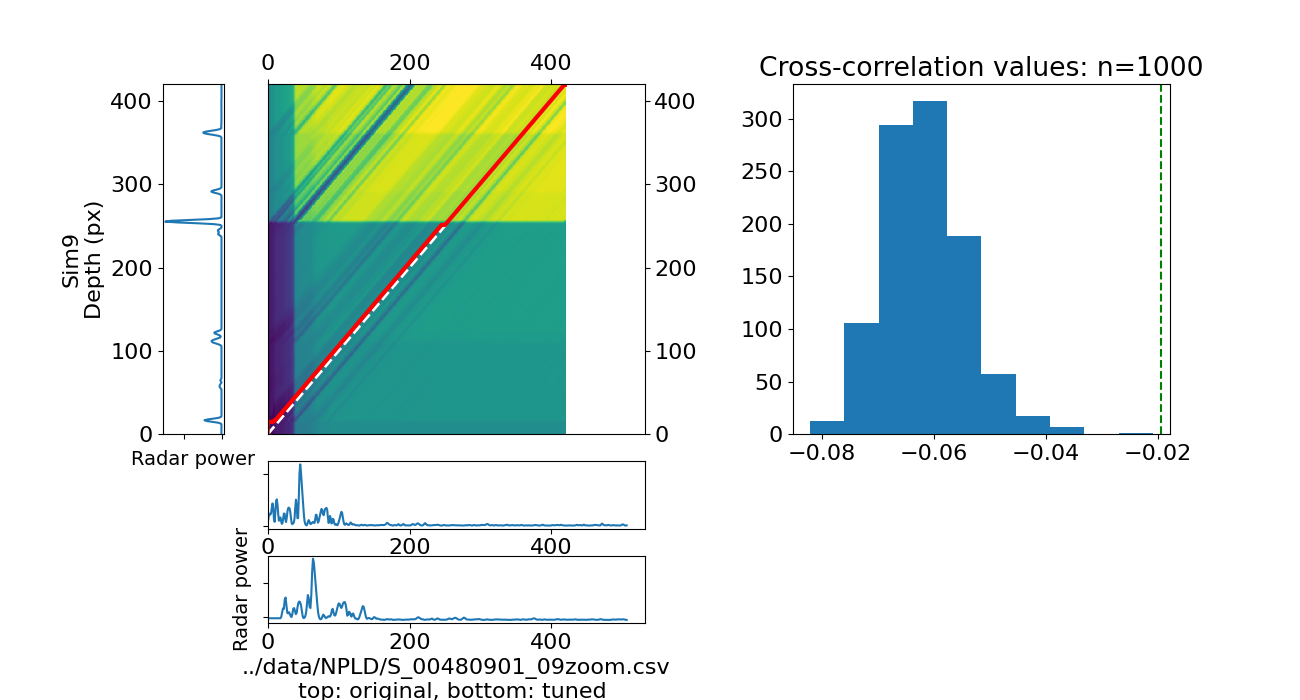 0 200 400
Cross-correlation values: n=1000
400 300 200 100 0
Sim9
Depth (px)
Radar power
400 300 200 100 0
300 250 200 150 100 50 0
−0.08 −0.06 −0.04 −0.02
0 200 400
Radar power
0 200 400
../data/NPLD/S_00480901_09zoom.csv
top: original, bottom: tuned